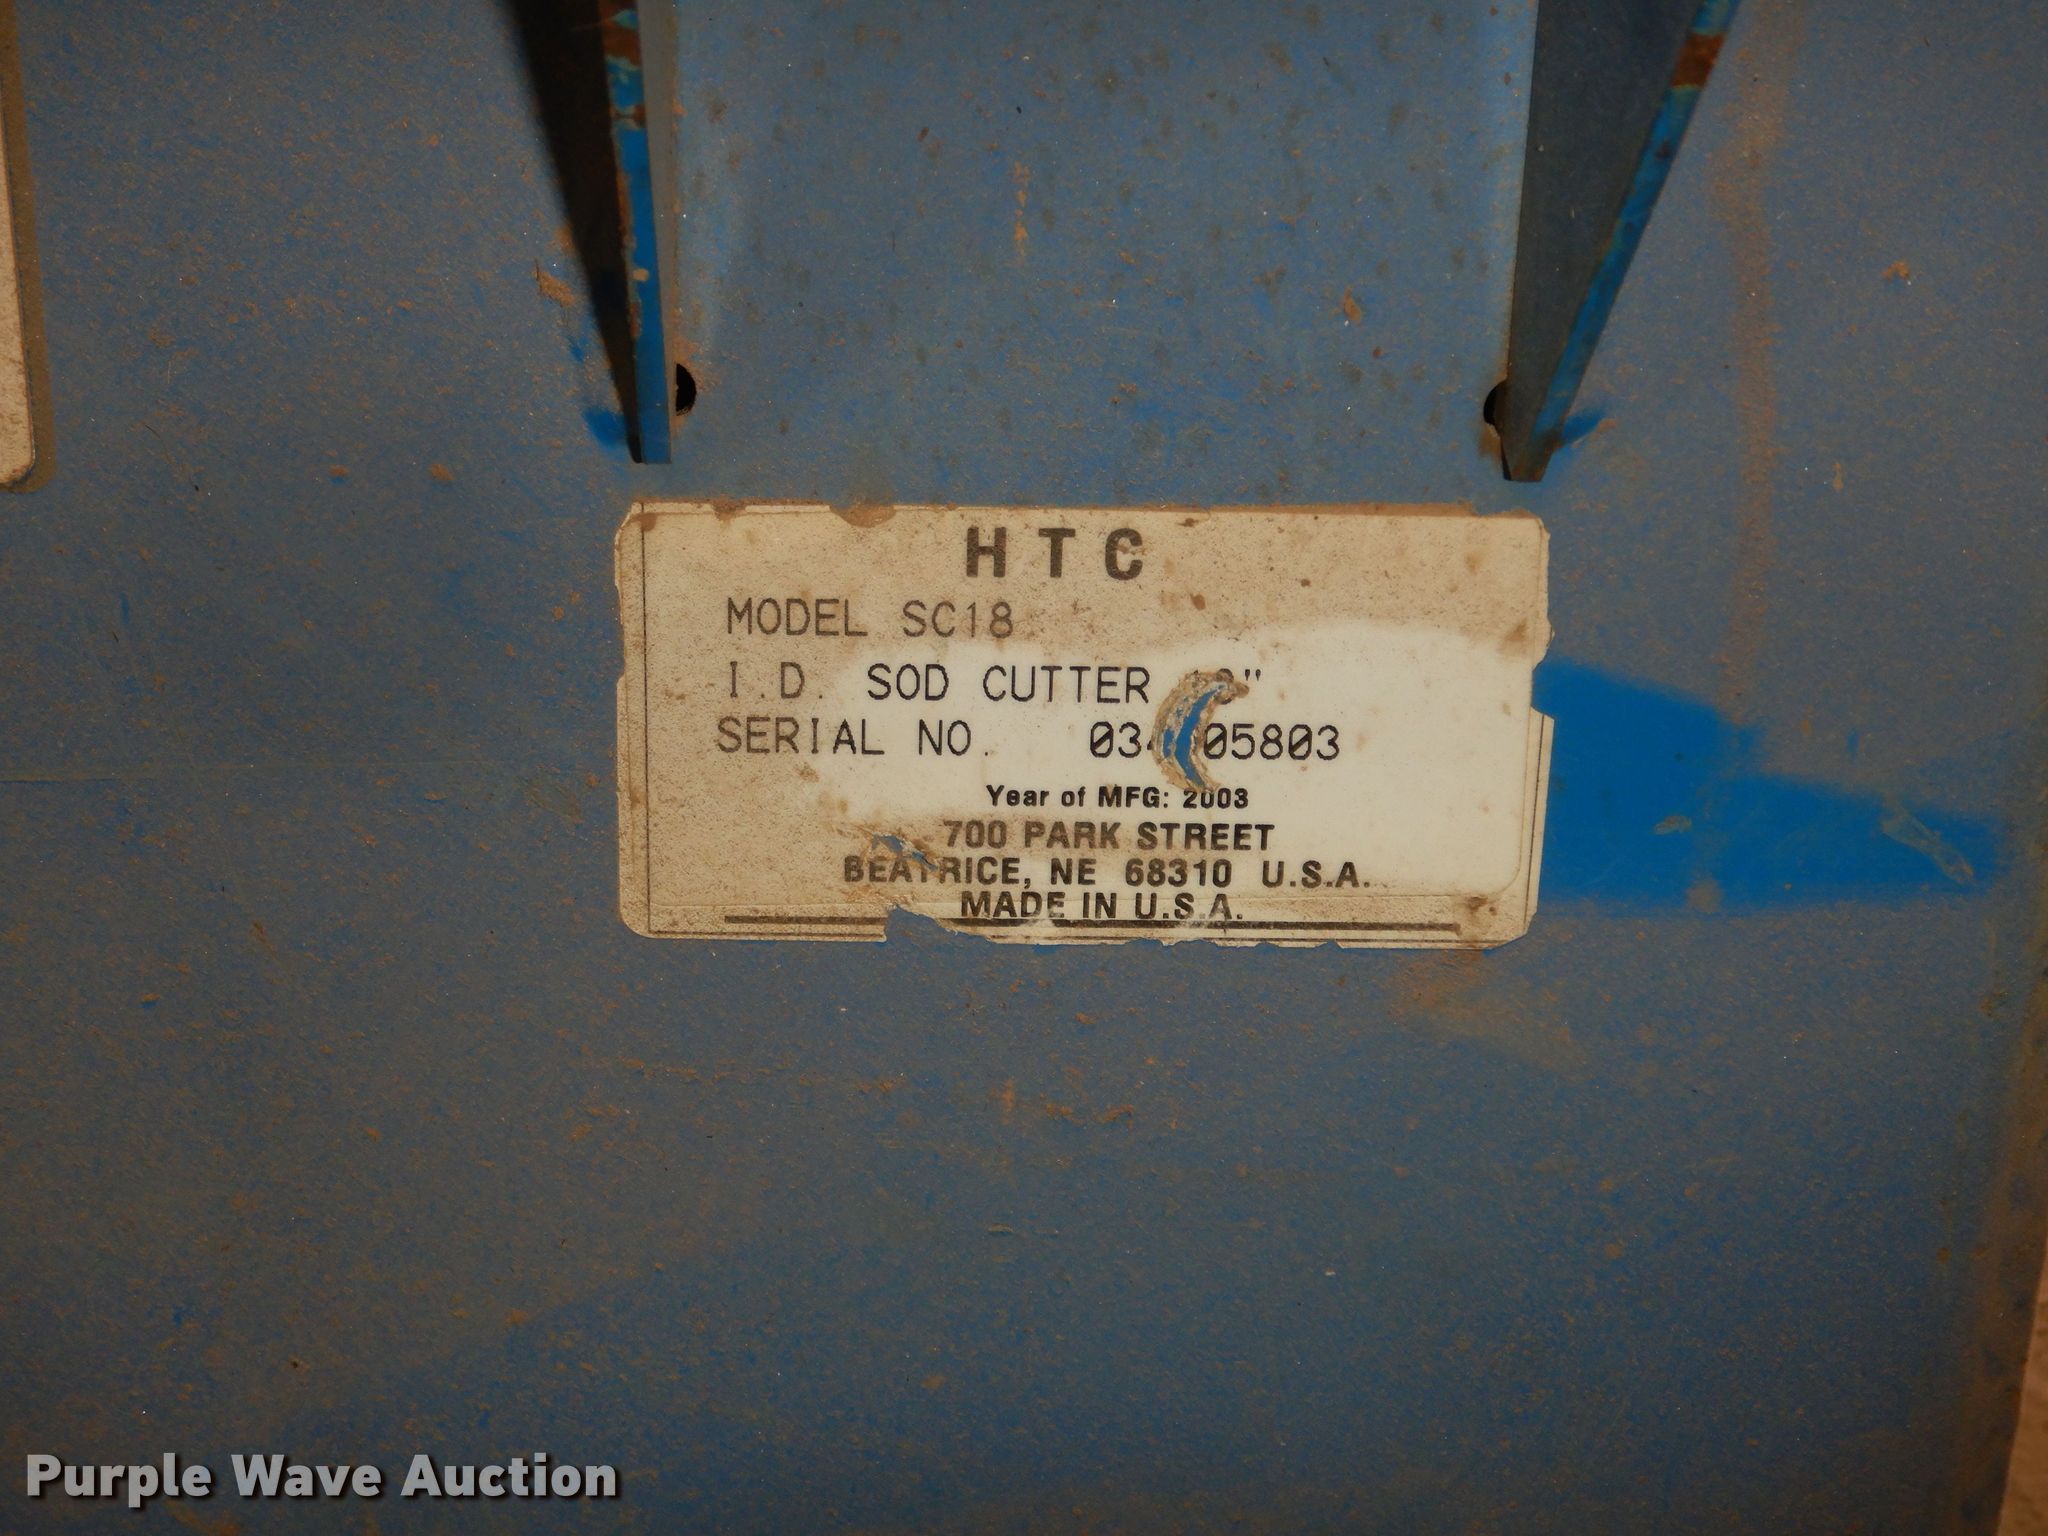 HTC
MODEL SC18
I.D. SOD CUTTER
SERIAL NO.
Year of MFG: 2003
700 PARK STREET
BEATRICE, NE 68310 U.S.A.
MADE IN U.S.A.
Purple Wave Auction